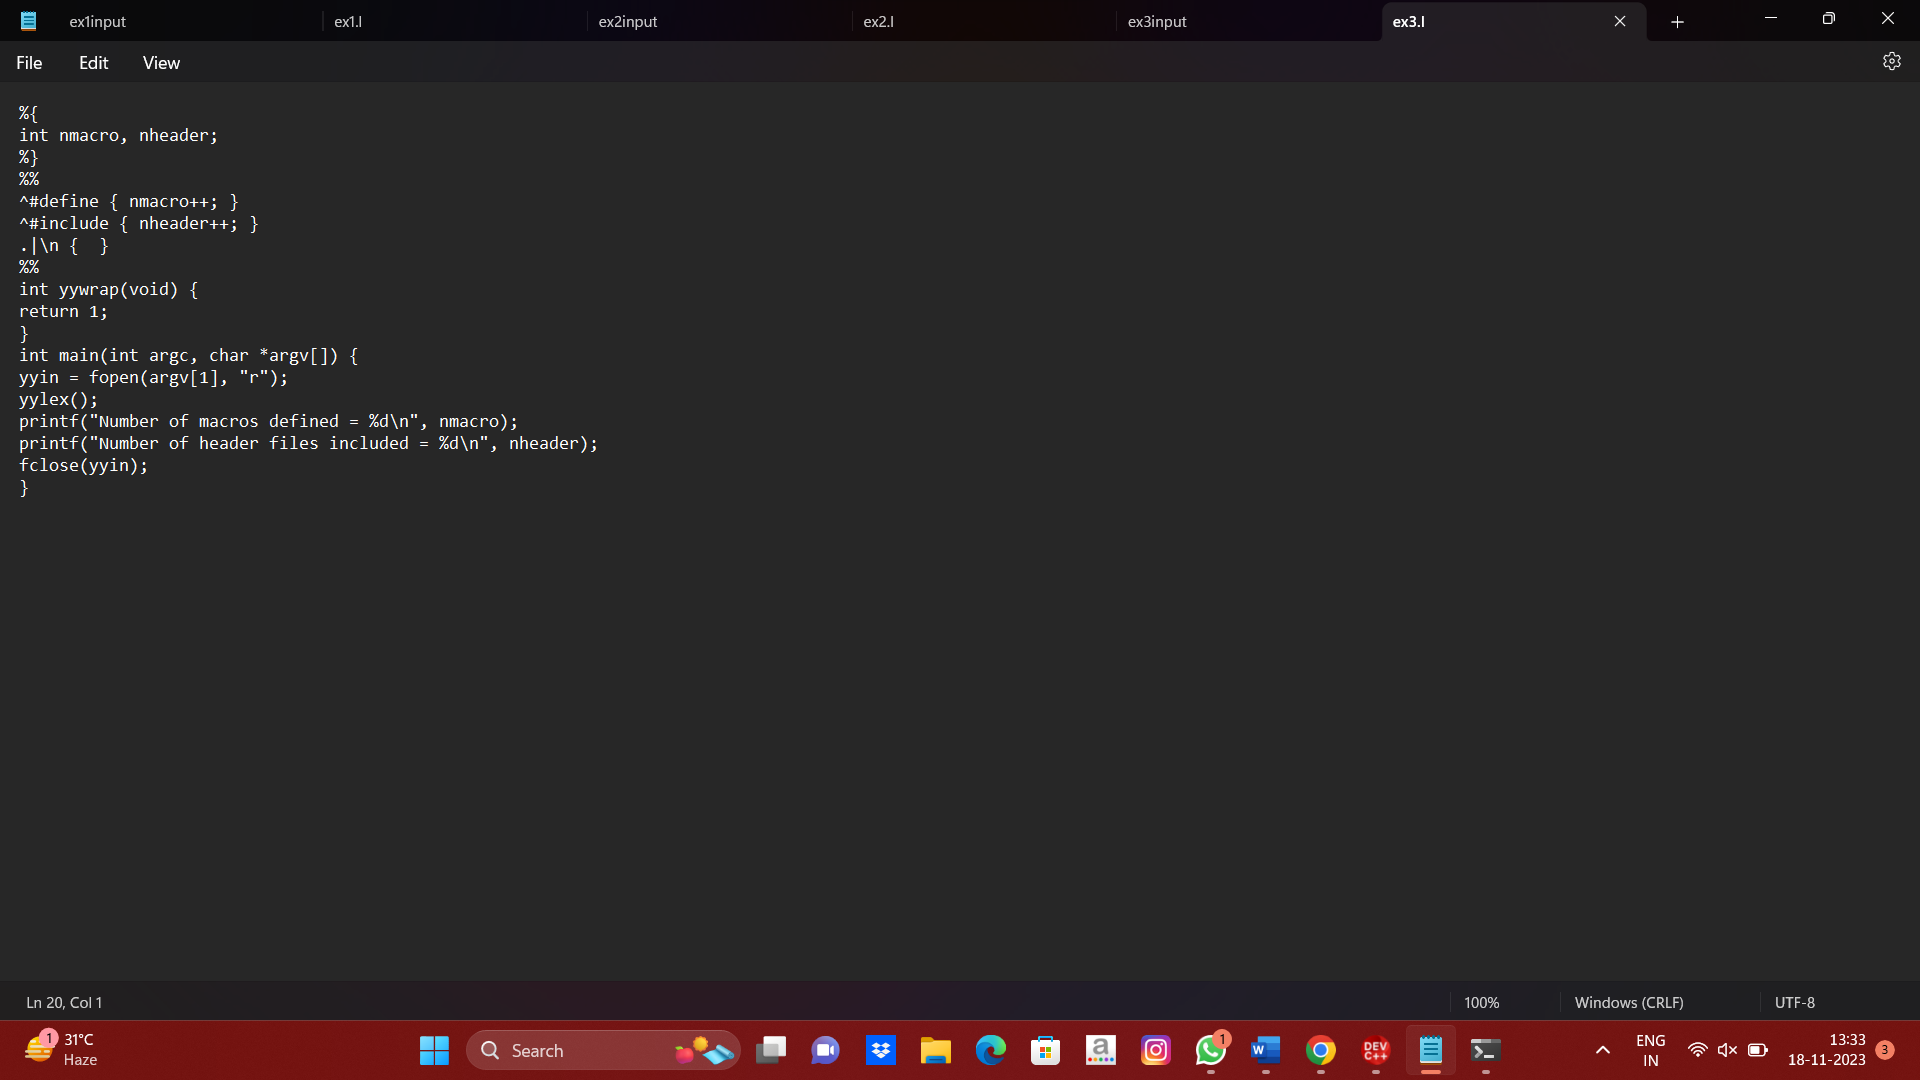 ex1input
ex1.l
ex2input
ex2.l
ex3input
ex3.l
File Edit View
%{
int nmacro, nheader;
%}
%%
^#define { nmacro++; }
^#include { nheader++; }
.|\n {  }
%%
int yywrap(void) {
return 1;
}
int main(int argc, char *argv[]) {
yyin = fopen(argv[1], "r");
yylex();
printf("Number of macros defined = %d\n", nmacro);
printf("Number of header files included = %d\n", nheader);
fclose(yyin);
}
Ln 20, Col 1
100%
Windows (CRLF)
UTF-8
1
31°C
Haze
Search
a
1
W
DEV
C++
ENG
IN
13:33
18-11-2023
3